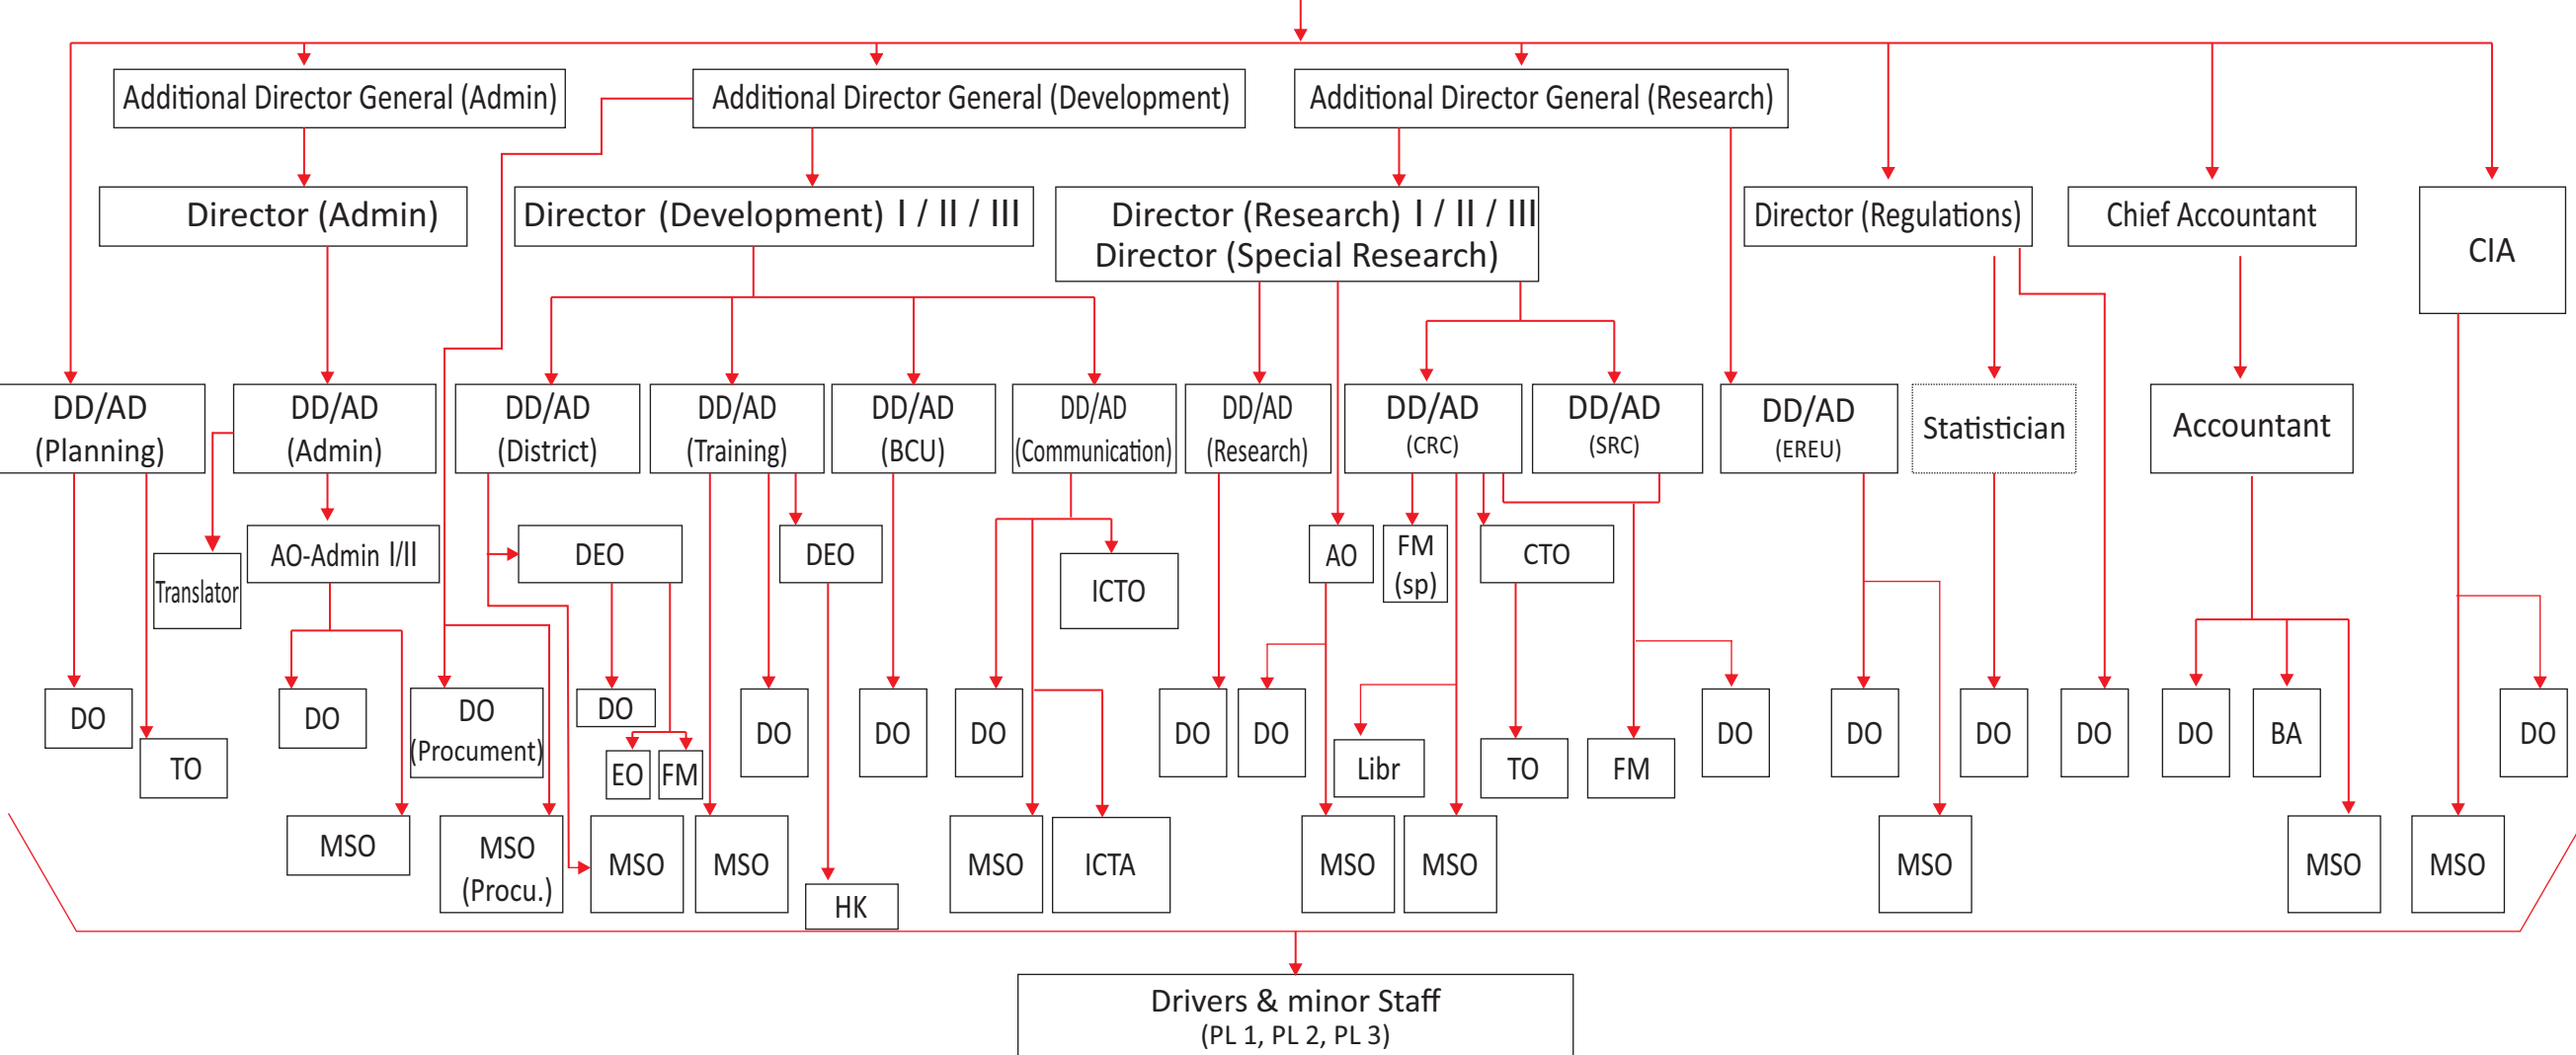 Additional Director General (Admin)
Additional Director General (Development)
Additional Director General (Research)
Director (Admin)
Director (Development) I / II / III
Director (Research) I / II / III
Director (Special Research)
Director (Regulations)
Chief Accountant
CIA
DD/AD
(Planning)
DD/AD
(Admin)
DD/AD
(District)
DD/AD
(Training)
DD/AD
(BCU)
DD/AD
(Communication)
DD/AD
(Research)
DD/AD
(CRC)
DD/AD
(SRC)
DD/AD
(EREU)
Statistician
Accountant
Translator
AO-Admin I/II
DEO
DEO
ICTO
AO
FM
(sp)
CTO
DO
TO
DO
DO
(Procument)
DO
EO
FM
DO
DO
DO
DO
DO
Libr
TO
FM
DO
DO
DO
DO
DO
BA
DO
MSO
MSO
(Procu.)
MSO
MSO
HK
MSO
ICTA
MSO
MSO
MSO
MSO
MSO
Drivers & minor Staff
(PL 1, PL 2, PL 3)